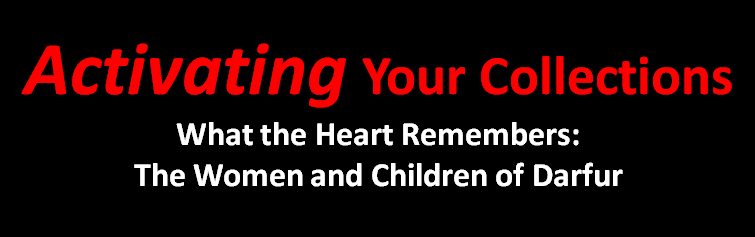 Activating Your Collections
What the Heart Remembers:
The Women and Children of Darfur